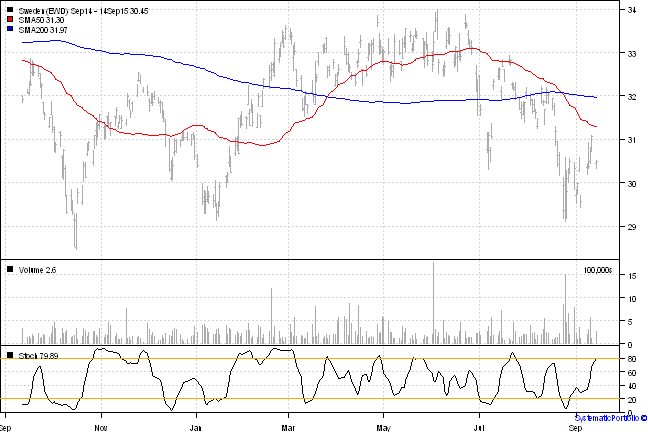 Sweden (EWD) Sep14 - 14Sep15 30.45
SMA50 31.30
SMA200 31.97
34
33
32
31
30
29
Volume 2.6
100,000s
15
10
5
0
Stoch 79.89
80
60
40
20
0
Sep
Nov
Jan
Mar
May
Jul
Sep
SystematicPortfolio ©